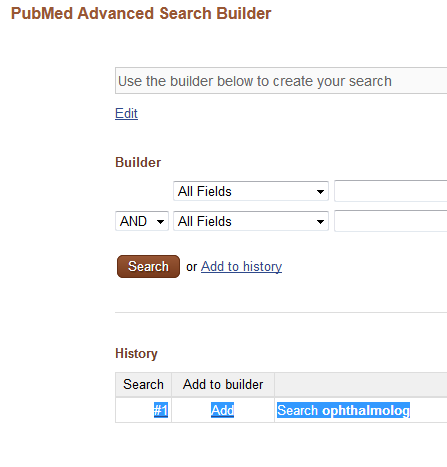 PubMed Advanced Search Builder
Use the builder below to create your search
Edit
Builder
All Fields
AND All Fields
Search or Add to history
History
Search Add to builder
#1 Add Search ophthalmolog